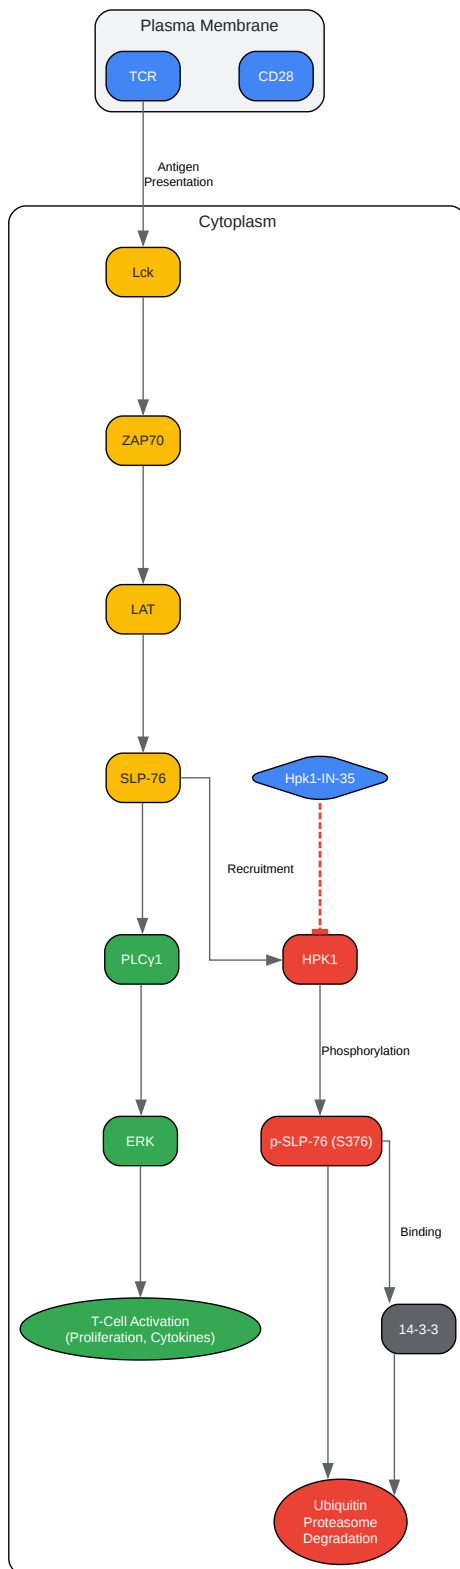 Plasma Membrane
TCR
CD28
Antigen
Presentation
Cytoplasm
Lck
ZAP70
LAT
SLP-76
Hpk1-IN-35
Recruitment
PLCγ1
HPK1
Phosphorylation
ERK
p-SLP-76 (S376)
Binding
T-Cell Activation
(Proliferation, Cytokines)
14-3-3
Ubiquitin
Proteasome
Degradation